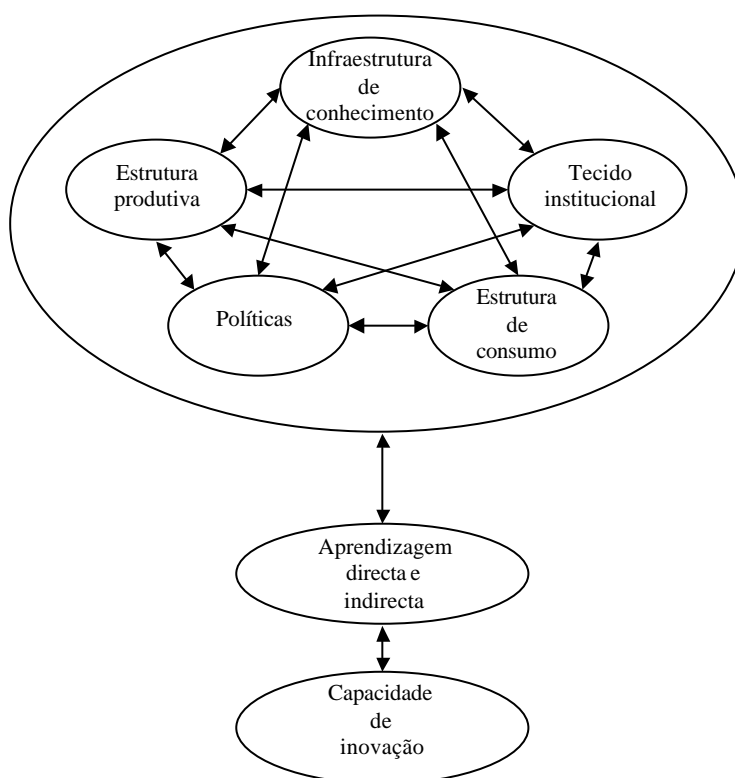 Infraestrutura
de
conhecimento
Estrutura
produtiva
Tecido
institucional
Políticas
Estrutura
de
consumo
Aprendizagem
directa e
indirecta
Capacidade
de
inovação